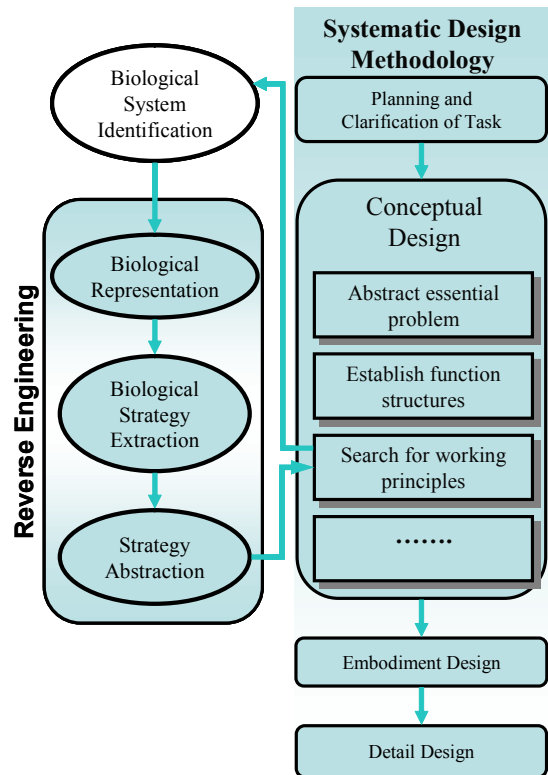 Systematic Design
Methodology
Planning and
Clarification of Task
Conceptual
Design
Abstract essential
problem
Establish function
structures
Search for working
principles
.......
Embodiment Design
Detail Design
Biological
System
Identification
Reverse Engineering
Biological
Representation
Biological
Strategy
Extraction
Strategy
Abstraction